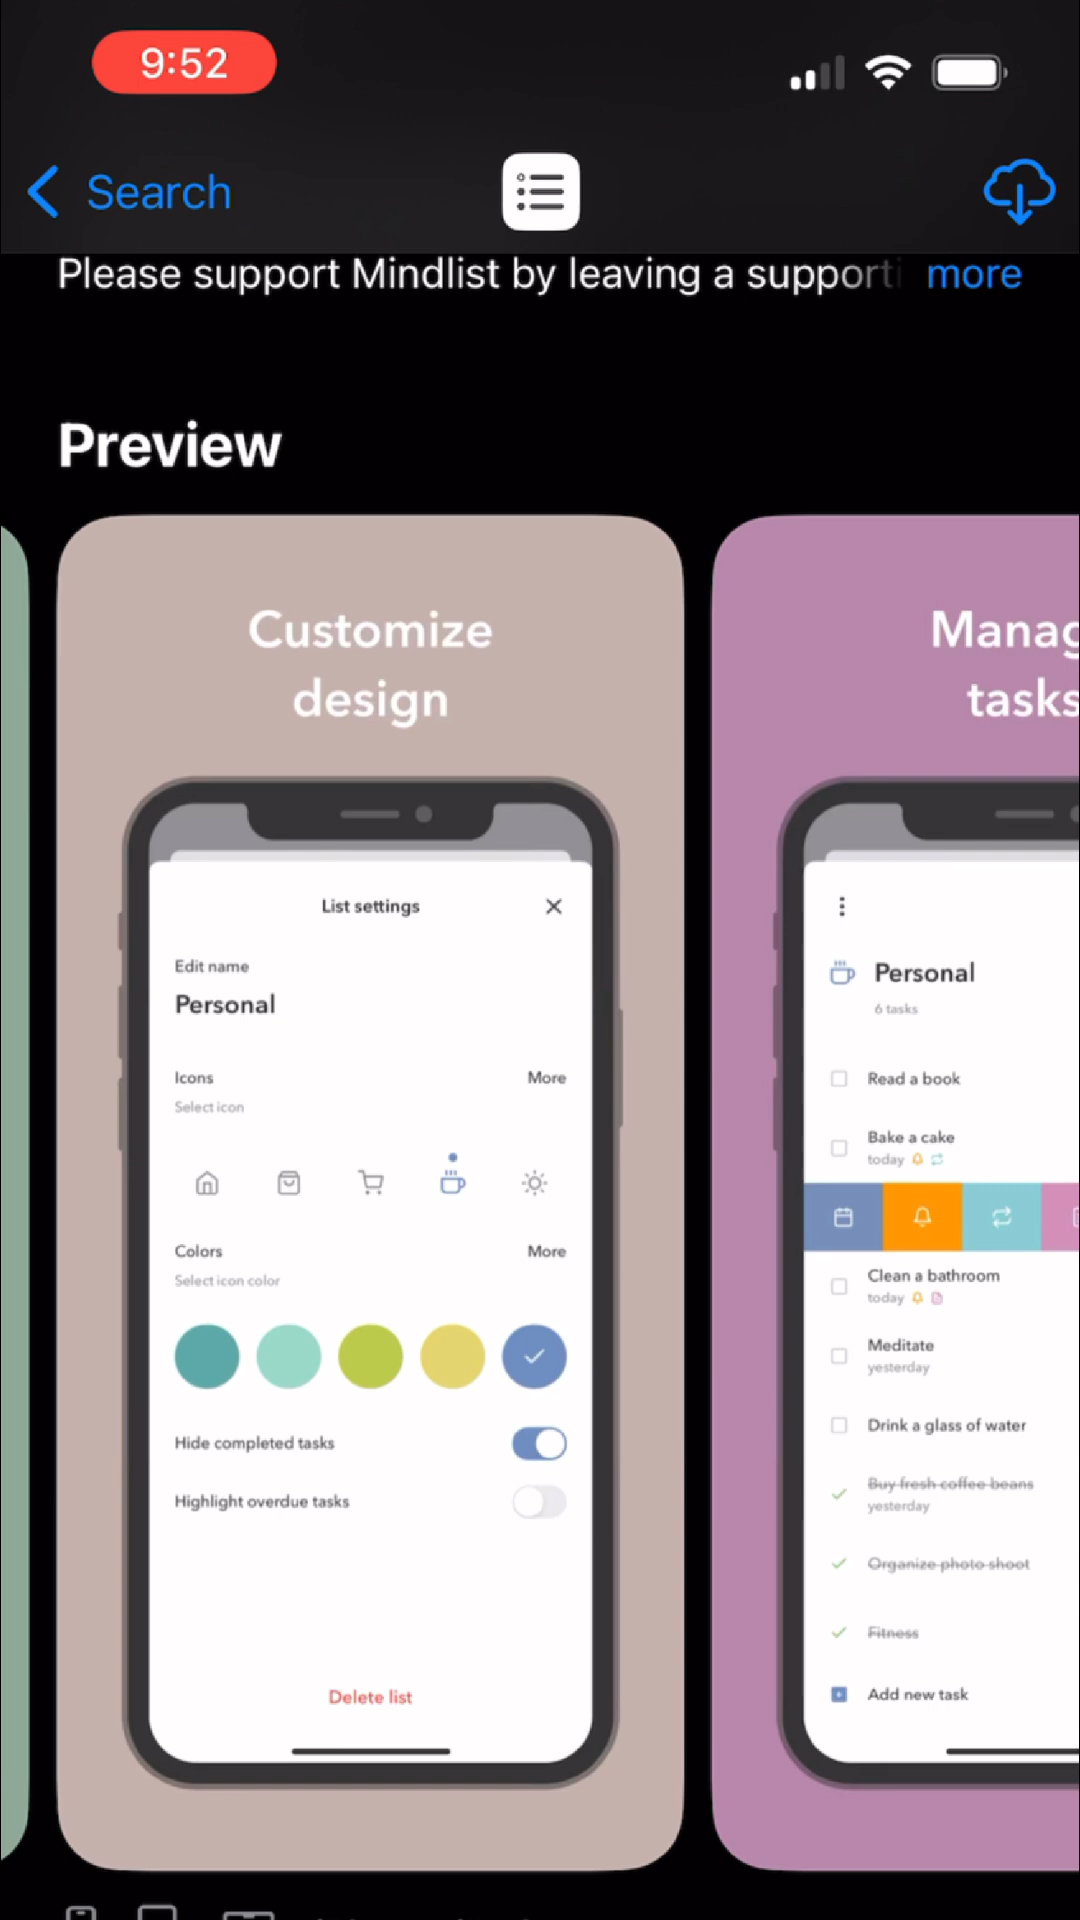 9:52
Search
Please support Mindlist by leaving a supporti more
Preview
Customize
design
List settings
Edit name
Personal
Icons More
Select icon
Colors More
Select icon color
Hide completed tasks
Highlight overdue tasks
Delete list
Manag
tasks
Personal
6 tasks
Read a book
Bake a cake
today
Clean a bathroom
today
Meditate
yesterday
Drink a glass of water
Buy fresh coffee beans
yesterday
Organize photo shoot
Fitness
Add new task